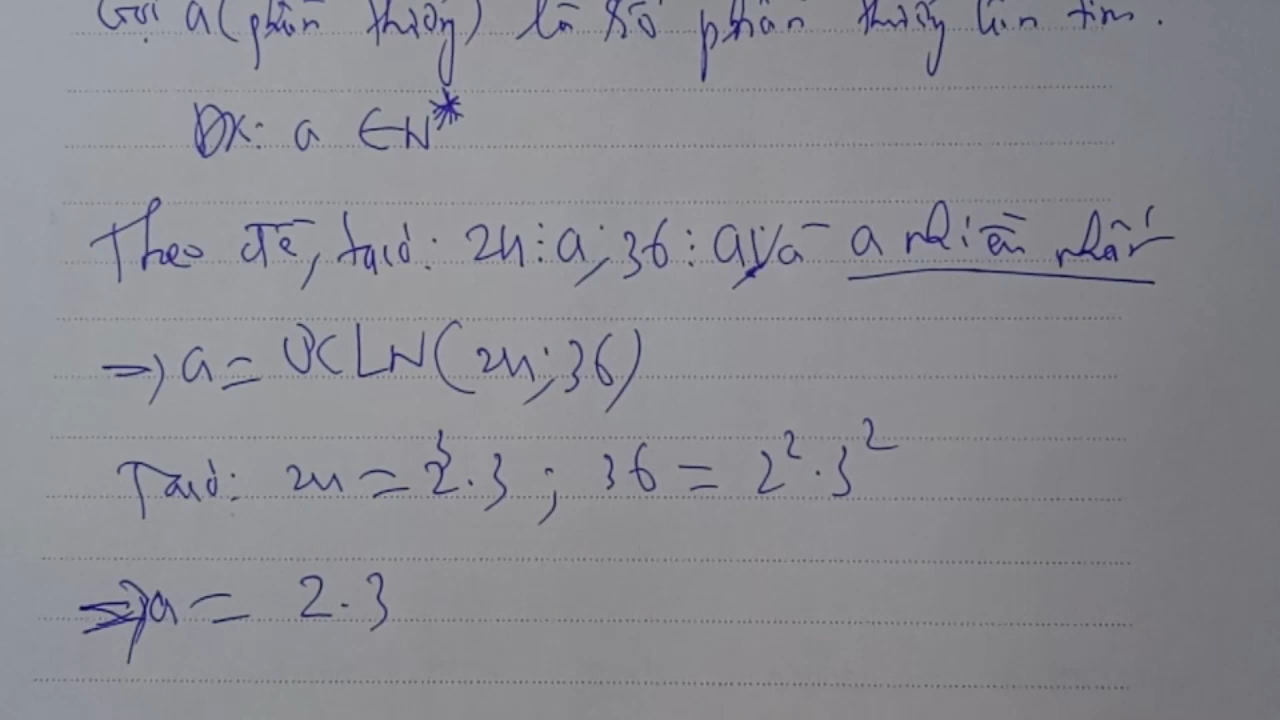 Gọi a(phần thưởng) là số phần thưởng cần tìm.
ĐK: a ∈ N*
Theo đề, ta có: 24 ⋮ a; 36 ⋮ a và a nhiều nhất
=> a = ƯCLN(24; 36)
Ta có: 24 = 2³.3 ; 36 = 2².3²
=> a = 2.3